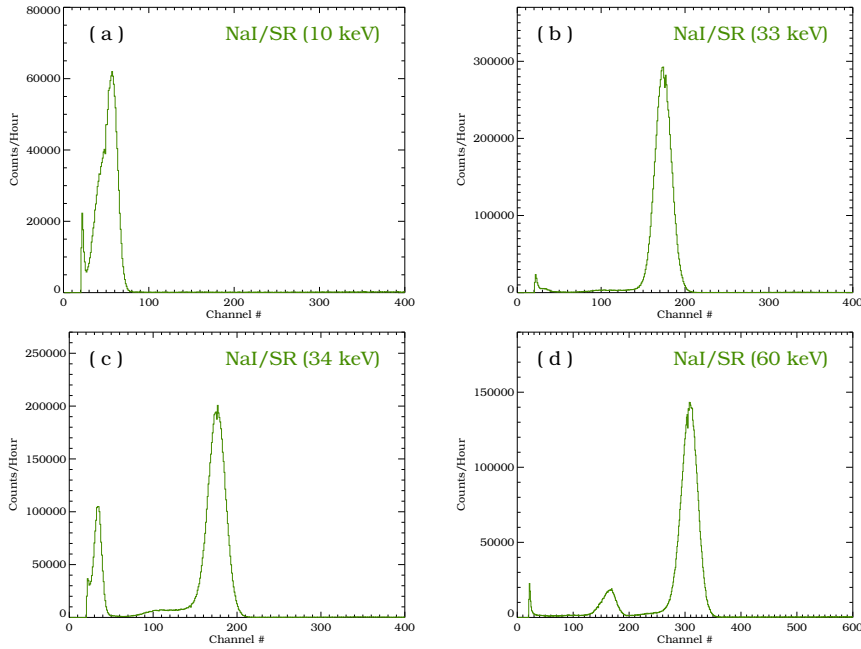 ( a ) NaI/SR (10 keV)
80000
60000
40000
20000
0
Counts/Hour
0 100 200 300 400
Channel #
( b ) NaI/SR (33 keV)
300000
200000
100000
0
Counts/Hour
0 100 200 300 400
Channel #
( c ) NaI/SR (34 keV)
250000
200000
150000
100000
50000
0
Counts/Hour
0 100 200 300 400
Channel #
( d ) NaI/SR (60 keV)
150000
100000
50000
0
Counts/Hour
0 100 200 300 400 500 600
Channel #